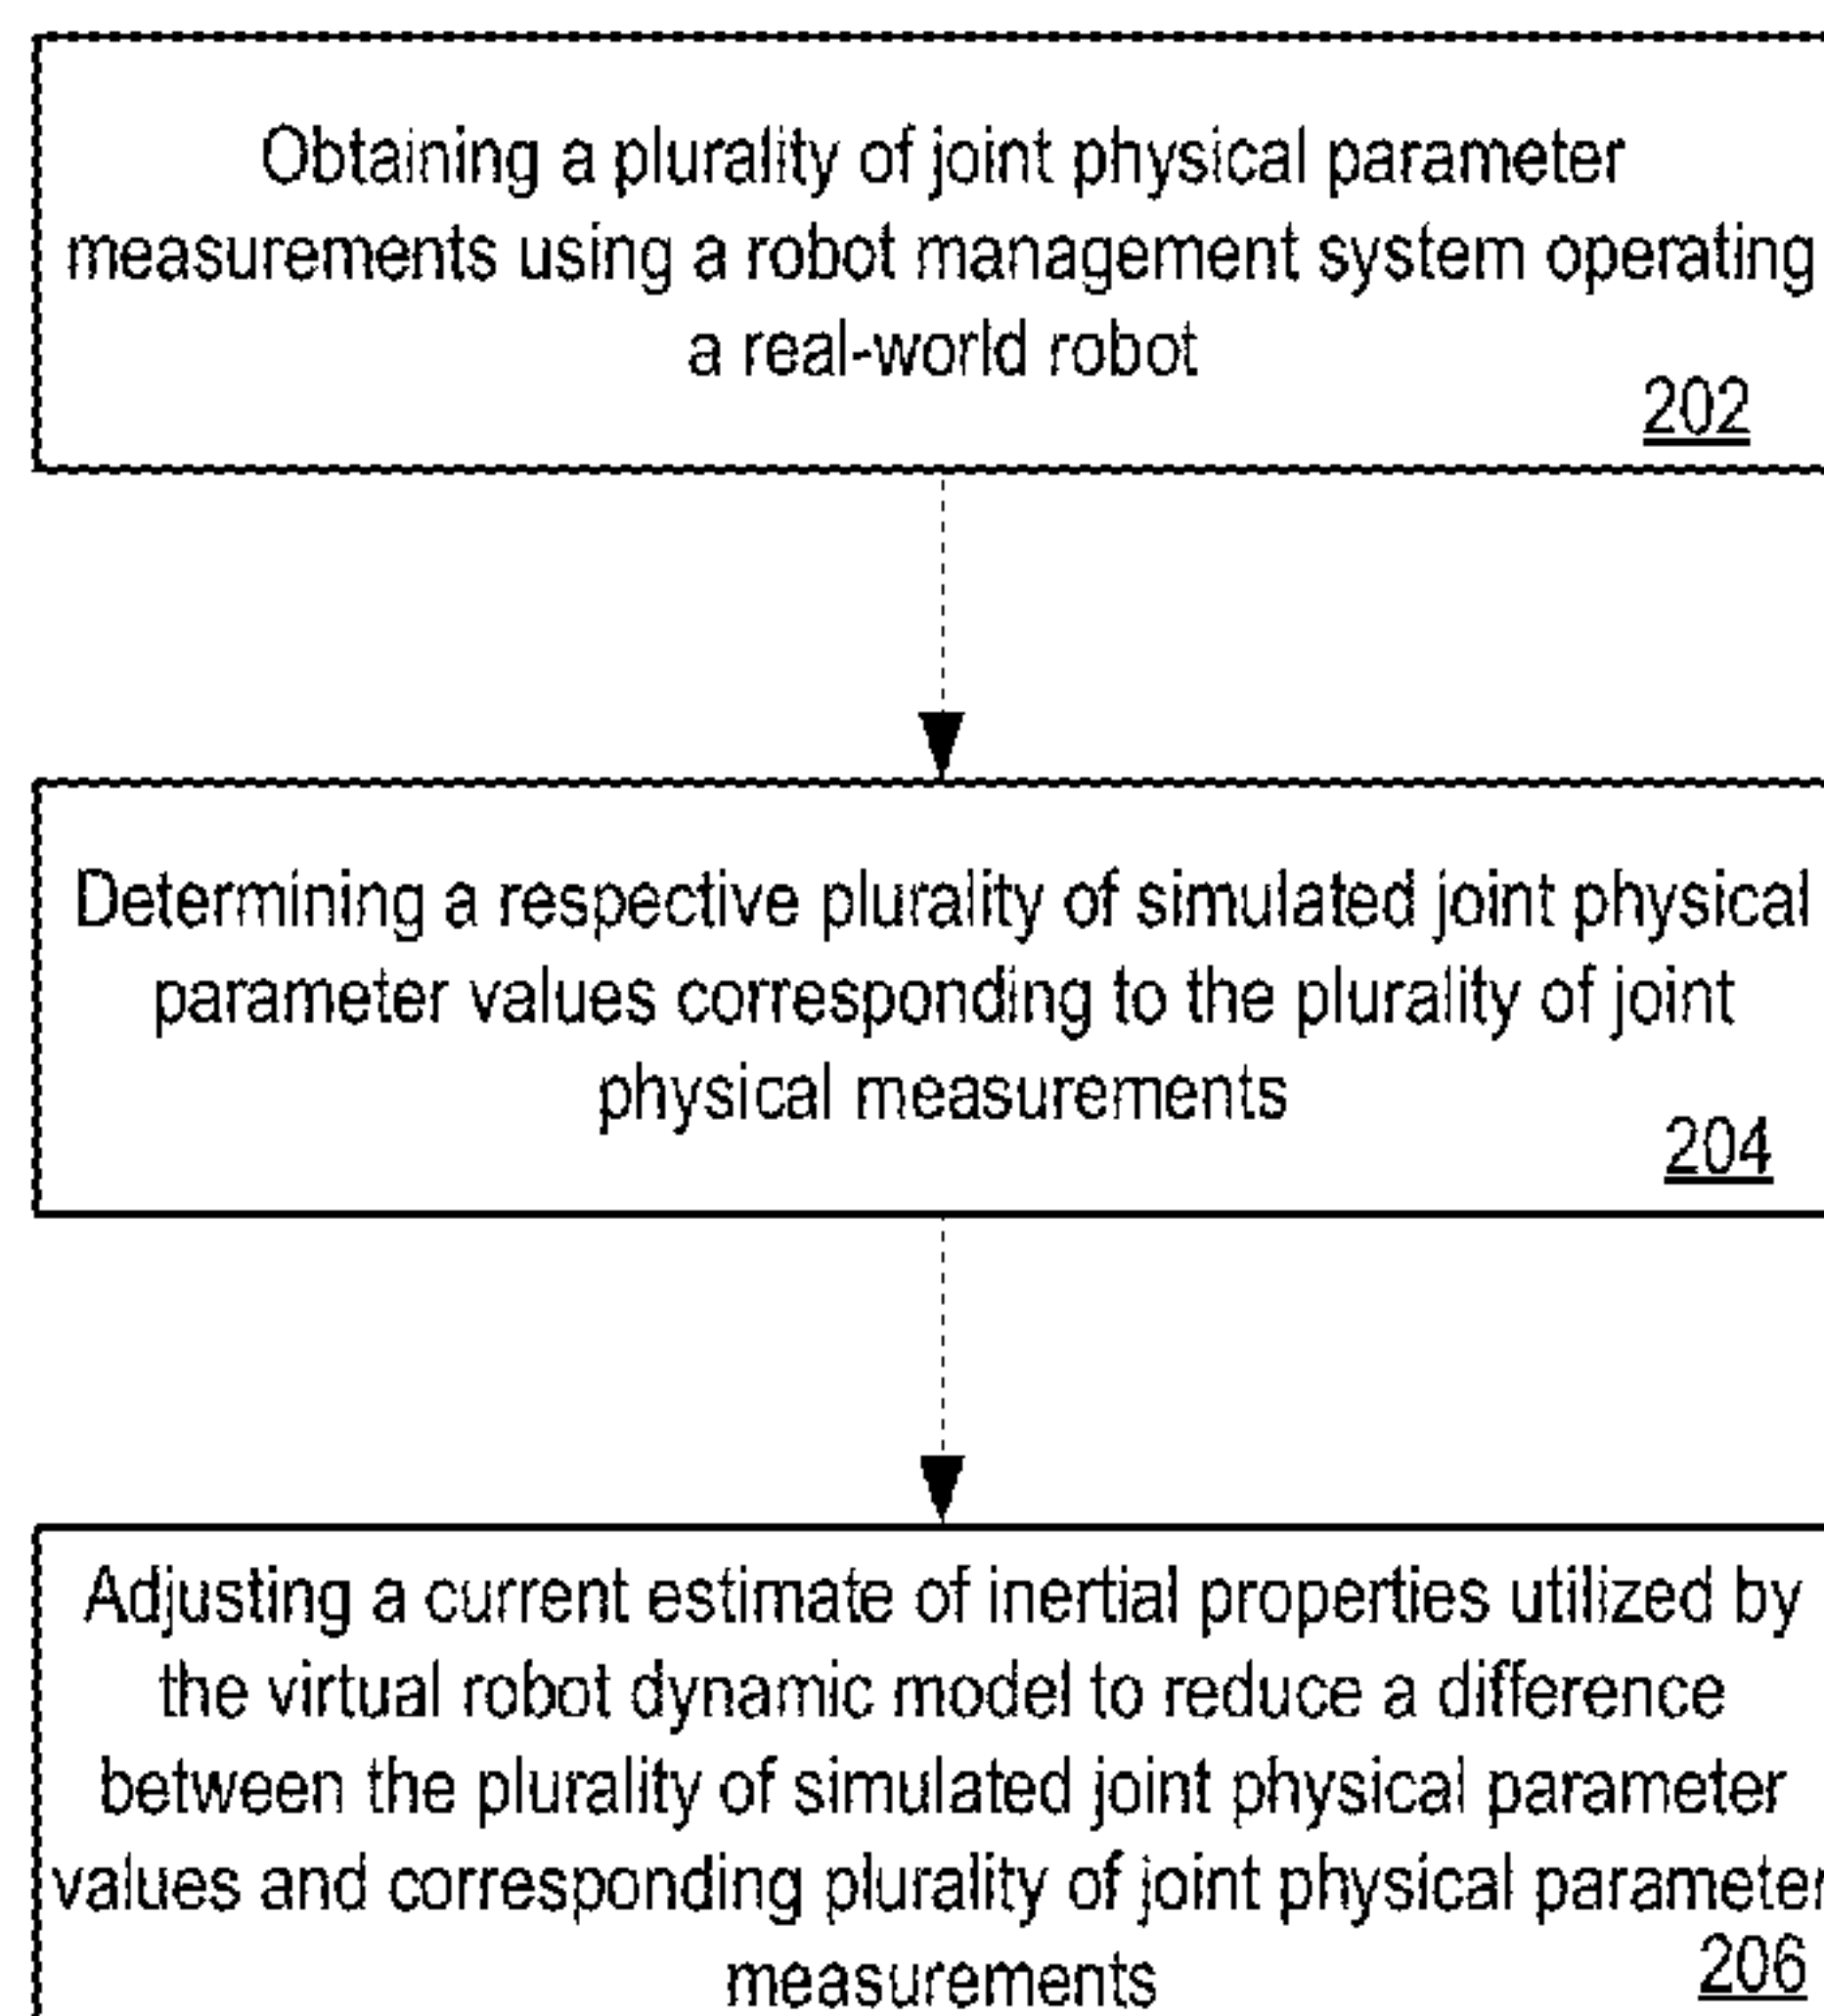 Obtaining a plurality of joint physical parameter
measurements using a robot management system operating
a real-world robot
202
Determining a respective plurality of simulated joint physical
parameter values corresponding to the plurality of joint
physical measurements
204
Adjusting a current estimate of inertial properties utilized by
the virtual robot dynamic model to reduce a difference
between the plurality of simulated joint physical parameter
values and corresponding plurality of joint physical parameter
measurements
206